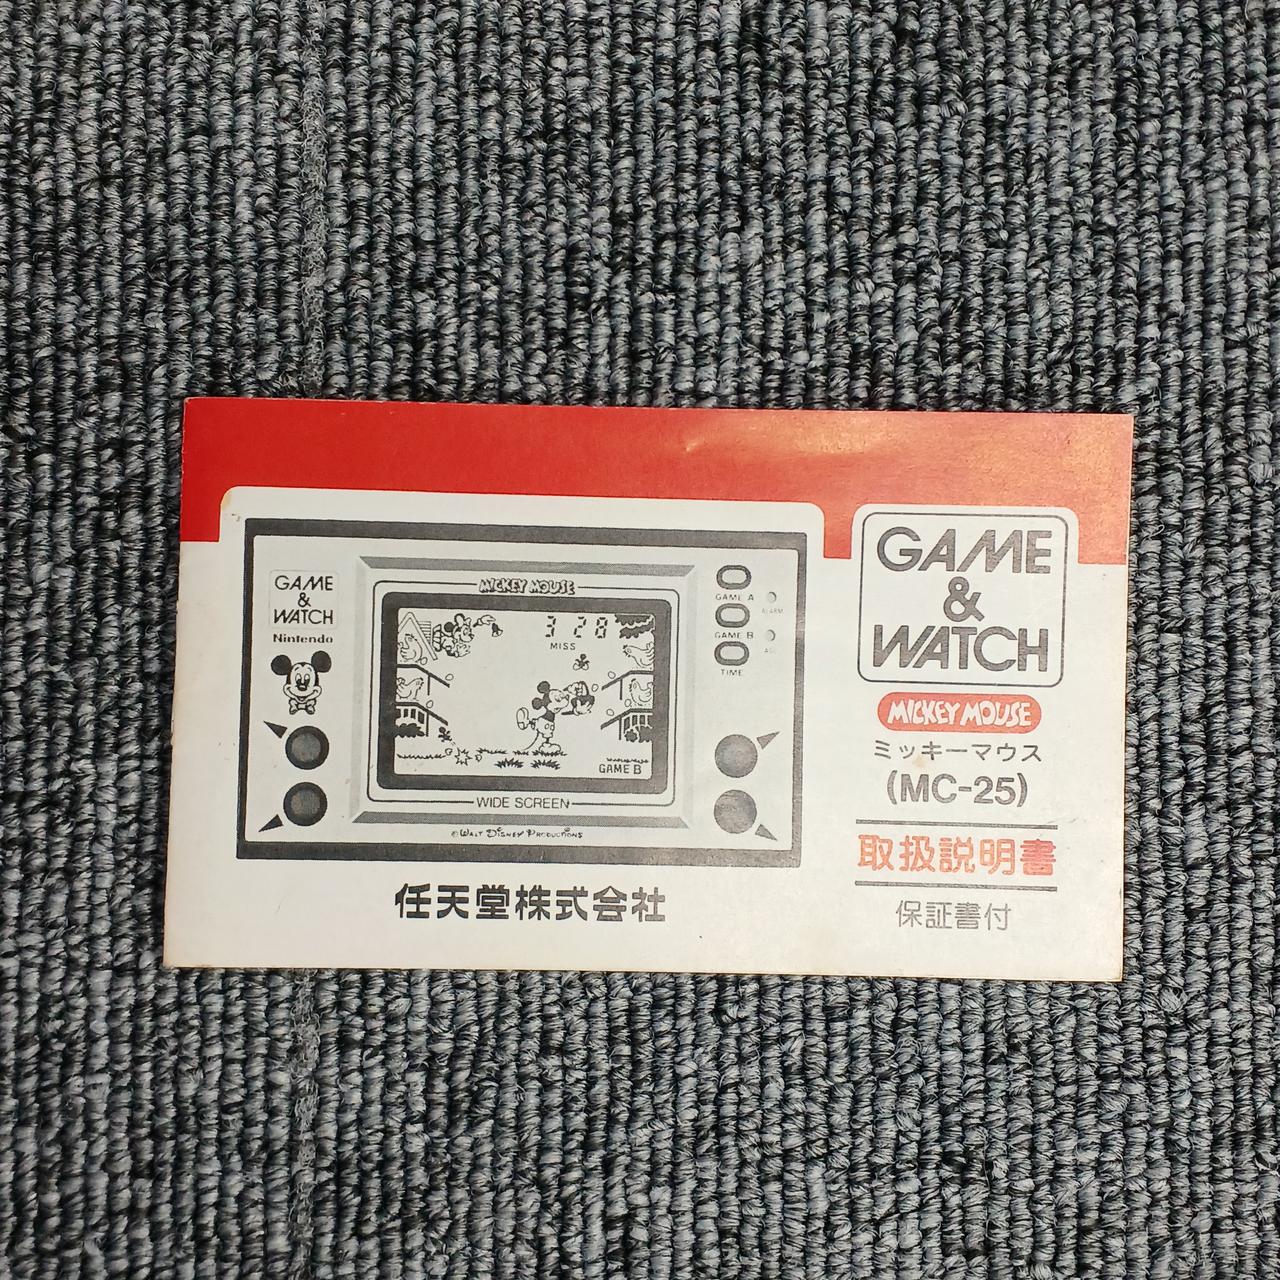 GAME
&
WATCH
Nintendo
MICKEY MOUSE
3 28
MISS
GAME B
WIDE SCREEN
© WALT DISNEY PRODUCTIONS
GAME A
ALARM
GAME B
TIME
任天堂株式会社
GAME
&
WATCH
MICKEY MOUSE
ミッキーマウス
(MC-25)
取扱説明書
保証書付